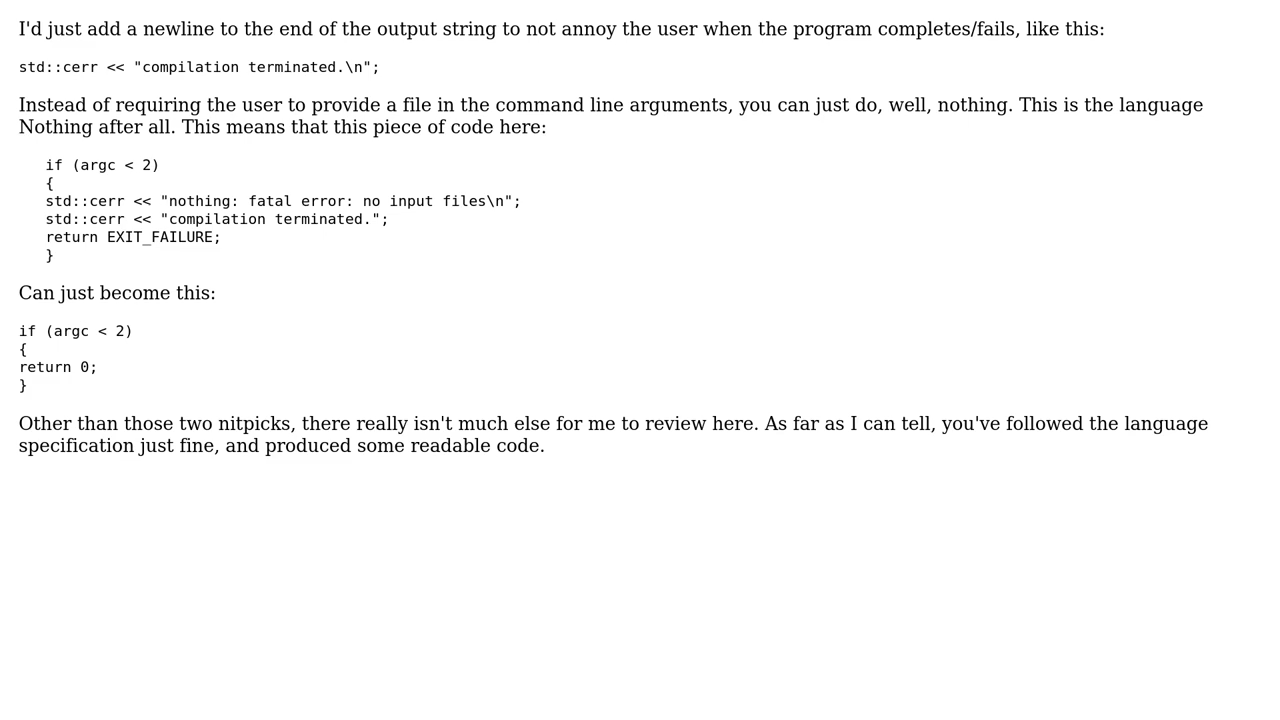 I'd just add a newline to the end of the output string to not annoy the user when the program completes/fails, like this:
std::cerr << "compilation terminated.\n";
Instead of requiring the user to provide a file in the command line arguments, you can just do, well, nothing. This is the language
Nothing after all. This means that this piece of code here:
   if (argc < 2)
   {
   std::cerr << "nothing: fatal error: no input files\n";
   std::cerr << "compilation terminated.";
   return EXIT_FAILURE;
   }
Can just become this:
if (argc < 2)
{
return 0;
}
Other than those two nitpicks, there really isn't much else for me to review here. As far as I can tell, you've followed the language
specification just fine, and produced some readable code.